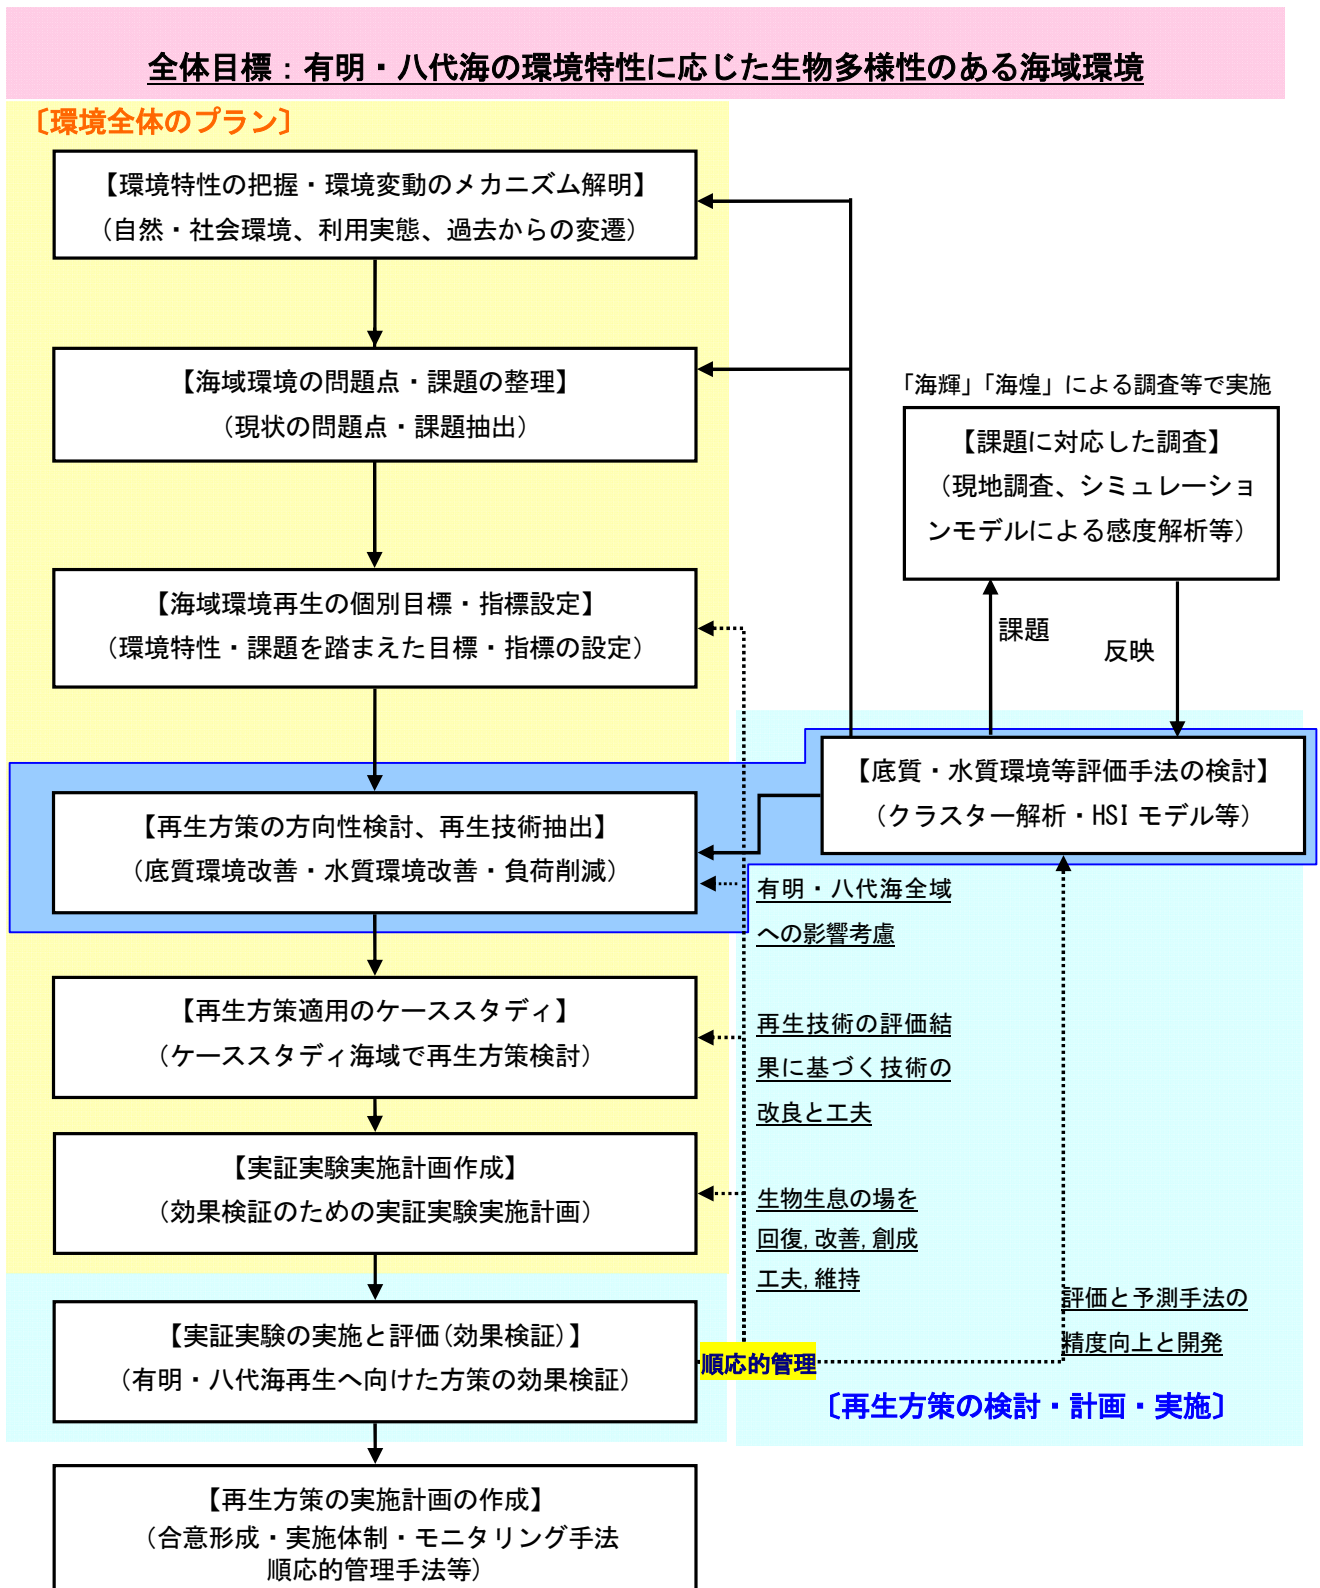 全体目標：有明・八代海の環境特性に応じた生物多様性のある海域環境
〔環境全体のプラン〕
【環境特性の把握・環境変動のメカニズム解明】
（自然・社会環境、利用実態、過去からの変遷）
【海域環境の問題点・課題の整理】
（現状の問題点・課題抽出）
「海輝」「海煌」による調査等で実施
【課題に対応した調査】
（現地調査、シミュレーショ
ンモデルによる感度解析等）
課題
反映
【海域環境再生の個別目標・指標設定】
（環境特性・課題を踏まえた目標・指標の設定）
【底質・水質環境等評価手法の検討】
（クラスター解析・HSI モデル等）
【再生方策の方向性検討、再生技術抽出】
（底質環境改善・水質環境改善・負荷削減）
有明・八代海全域
への影響考慮
【再生方策適用のケーススタディ】
（ケーススタディ海域で再生方策検討）
再生技術の評価結
果に基づく技術の
改良と工夫
【実証実験実施計画作成】
（効果検証のための実証実験実施計画）
生物生息の場を
回復,改善,創成
工夫,維持
評価と予測手法の
精度向上と開発
【実証実験の実施と評価(効果検証)】
（有明・八代海再生へ向けた方策の効果検証）
順応的管理
〔再生方策の検討・計画・実施〕
【再生方策の実施計画の作成】
（合意形成・実施体制・モニタリング手法
順応的管理手法等）